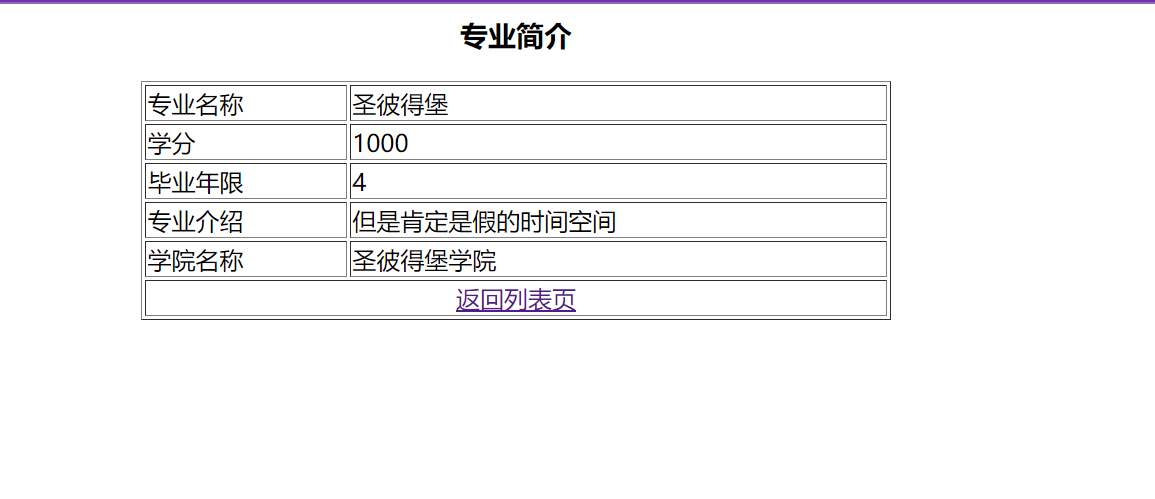 专业简介
专业名称 圣彼得堡
学分 1000
毕业年限 4
专业介绍 但是肯定是假的时间空间
学院名称 圣彼得堡学院
返回列表页